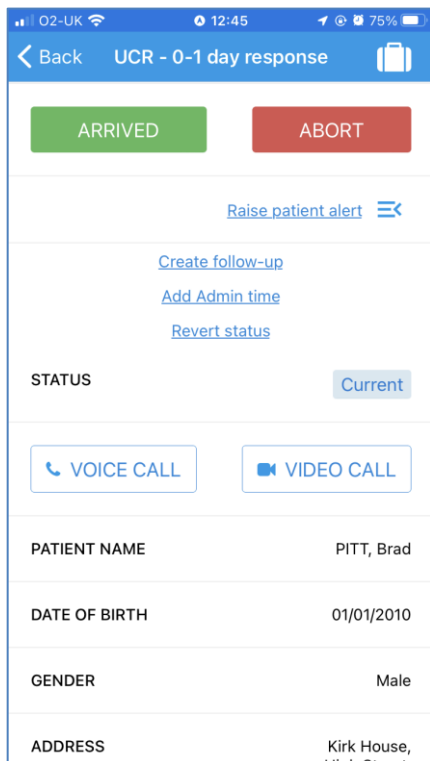 O2-UK 12:45 75%
Back UCR - 0-1 day response
ARRIVED ABORT
Raise patient alert
Create follow-up
Add Admin time
Revert status
STATUS Current
VOICE CALL VIDEO CALL
PATIENT NAME PITT, Brad
DATE OF BIRTH 01/01/2010
GENDER Male
ADDRESS Kirk House,